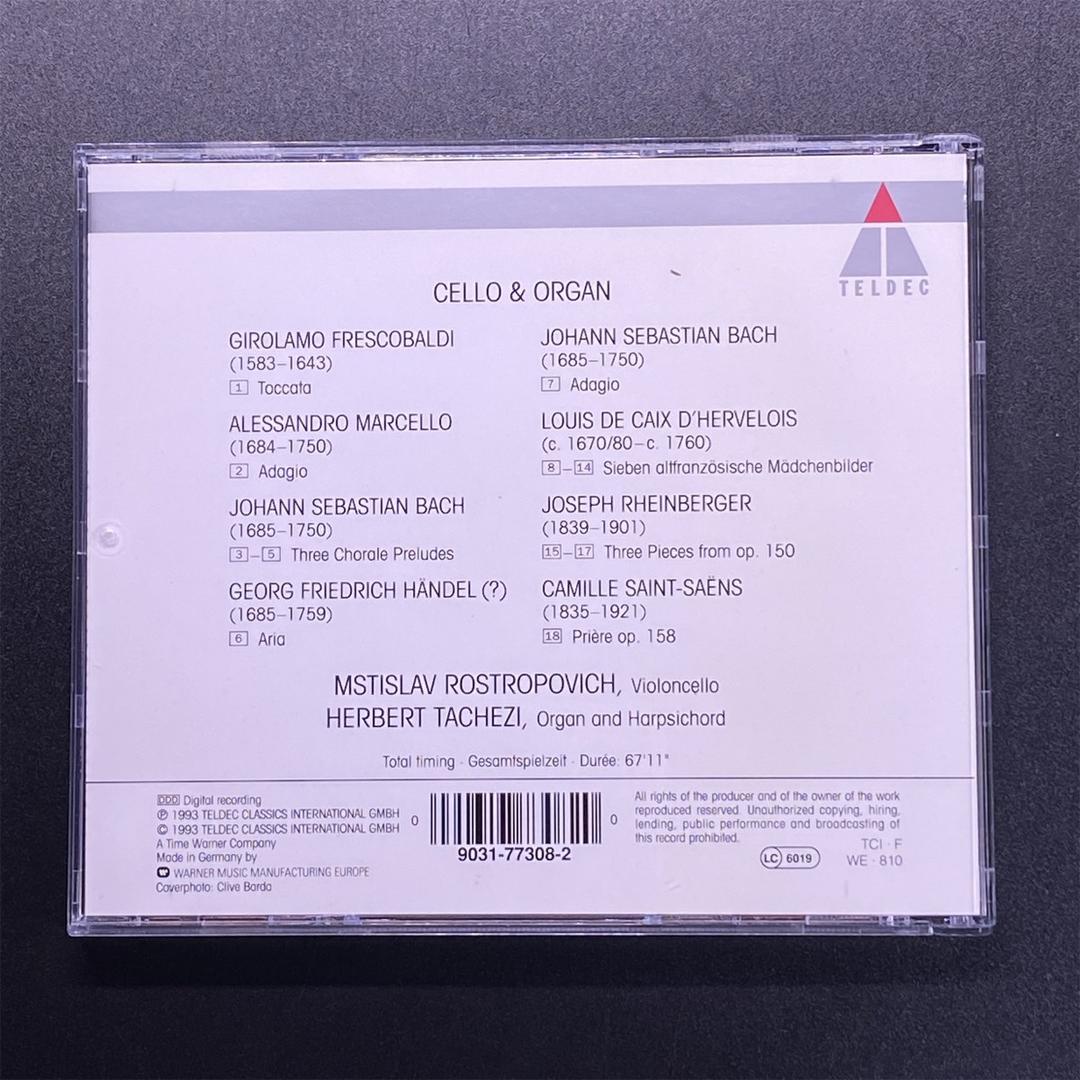 TELDEC
CELLO & ORGAN
GIROLAMO FRESCOBALDI
(1583–1643)
1 Toccata
ALESSANDRO MARCELLO
(1684–1750)
2 Adagio
JOHANN SEBASTIAN BACH
(1685–1750)
3–5 Three Chorale Preludes
GEORG FRIEDRICH HÄNDEL (?)
(1685–1759)
6 Aria
JOHANN SEBASTIAN BACH
(1685–1750)
7 Adagio
LOUIS DE CAIX D'HERVELOIS
(c. 1670/80–c. 1760)
8–14 Sieben altfranzösische Mädchenbilder
JOSEPH RHEINBERGER
(1839–1901)
15–17 Three Pieces from op. 150
CAMILLE SAINT-SAËNS
(1835–1921)
18 Prière op. 158
MSTISLAV ROSTROPOVICH, Violoncello
HERBERT TACHEZI, Organ and Harpsichord
Total timing · Gesamtspielzeit · Durée: 67'11"
DDD Digital recording
℗ 1993 TELDEC CLASSICS INTERNATIONAL GMBH
© 1993 TELDEC CLASSICS INTERNATIONAL GMBH
A Time Warner Company
Made in Germany by
WARNER MUSIC MANUFACTURING EUROPE
Coverphoto: Clive Barda
0 0
9031-77308-2
All rights of the producer and of the owner of the work
reproduced reserved. Unauthorized copying, hiring,
lending, public performance and broadcasting of
this record prohibited.
TCI · F
LC 6019
WE · 810